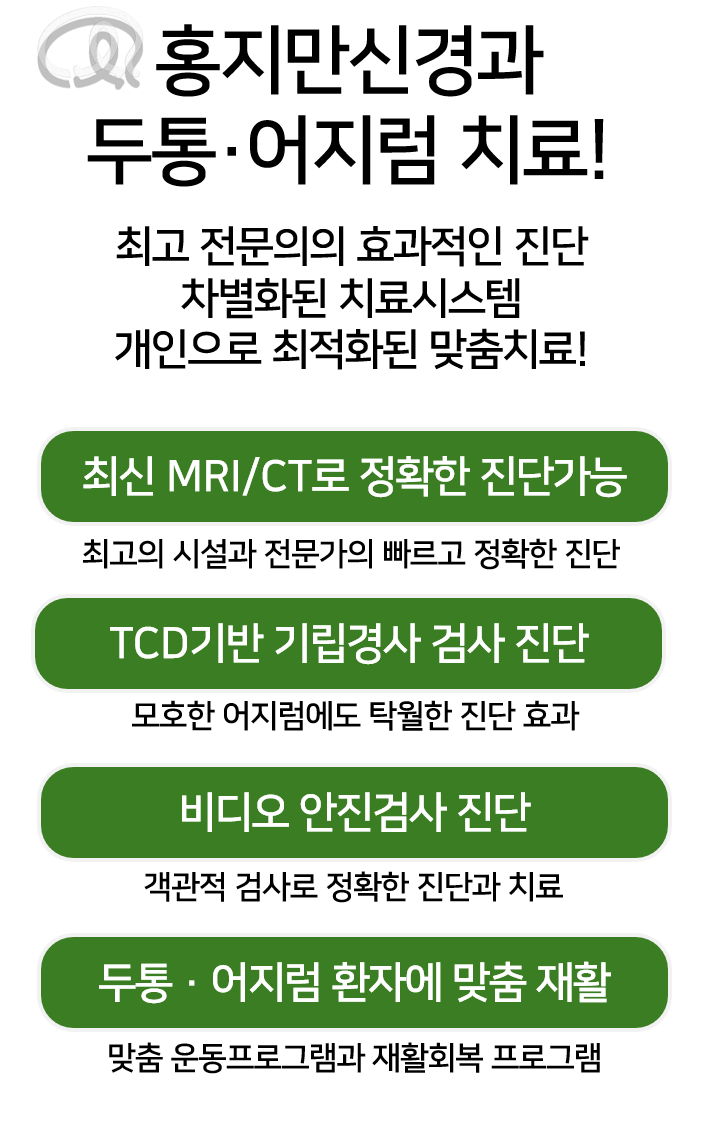 홍지만신경과
두통·어지럼 치료!
최고 전문의의 효과적인 진단
차별화된 치료시스템
개인으로 최적화된 맞춤치료!
최신 MRI/CT로 정확한 진단가능
최고의 시설과 전문가의 빠르고 정확한 진단
TCD기반 기립경사 검사 진단
모호한 어지럼에도 탁월한 진단 효과
비디오 안진검사 진단
객관적 검사로 정확한 진단과 치료
두통 · 어지럼 환자에 맞춤 재활
맞춤 운동프로그램과 재활회복 프로그램